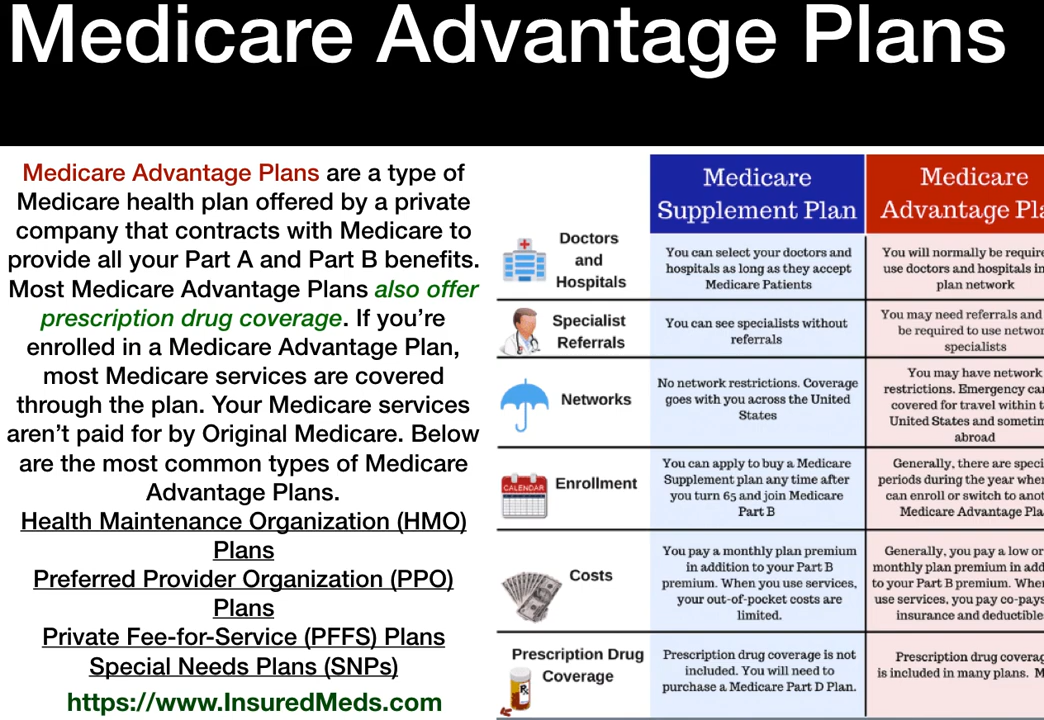 Medicare Advantage Plans
Medicare Advantage Plans are a type of
Medicare health plan offered by a private
company that contracts with Medicare to
provide all your Part A and Part B benefits.
Most Medicare Advantage Plans also offer
prescription drug coverage. If you’re
enrolled in a Medicare Advantage Plan,
most Medicare services are covered
through the plan. Your Medicare services
aren’t paid for by Original Medicare. Below
are the most common types of Medicare
Advantage Plans.
Health Maintenance Organization (HMO)
Plans
Preferred Provider Organization (PPO)
Plans
Private Fee-for-Service (PFFS) Plans
Special Needs Plans (SNPs)
https://www.InsuredMeds.com
Medicare
Supplement Plan
Medicare
Advantage
Doctors
and
Hospitals
You can select your doctors and
hospitals as long as they accept
Medicare Patients
You will normally be
use doctors and hospitals
plan network
Specialist
Referrals
You can see specialists without
referrals
You may need referrals and
be required to use
specialists
Networks
No network restrictions. Coverage
goes with you across the United
States
You may have network
restrictions. Emergency
covered for travel within
United States and
abroad
CALENDAR
Enrollment
You can apply to buy a Medicare
Supplement plan any time after
you turn 65 and join Medicare
Part B
Generally, there are
periods during the year
can enroll or switch to
Medicare Advantage
Costs
You pay a monthly plan premium
in addition to your Part B
premium. When you use services,
your out-of-pocket costs are
limited.
Generally, you pay a low or
monthly plan premium in
to your Part B premium. When
use services, you pay
insurance and
Rx
Prescription Drug
Coverage
Prescription drug coverage is not
included. You will need to
purchase a Medicare Part D Plan.
Prescription drug
is included in many plans.